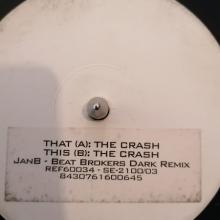 THAT (A): THE CRASH
THIS (B): THE CRASH
JanB - Beat Brokers Dark Remix
REF60034 - SE-2100/03
8430761600645